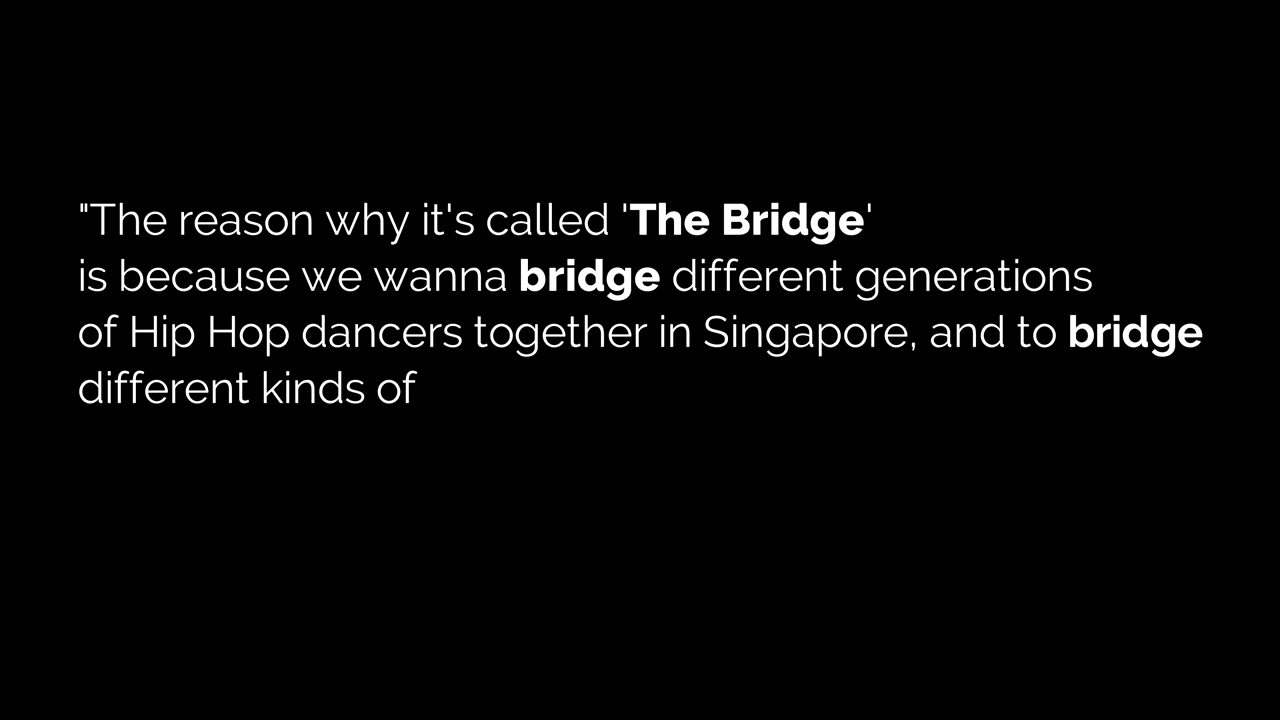 "The reason why it's called 'The Bridge'
is because we wanna bridge different generations
of Hip Hop dancers together in Singapore, and to bridge
different kinds of